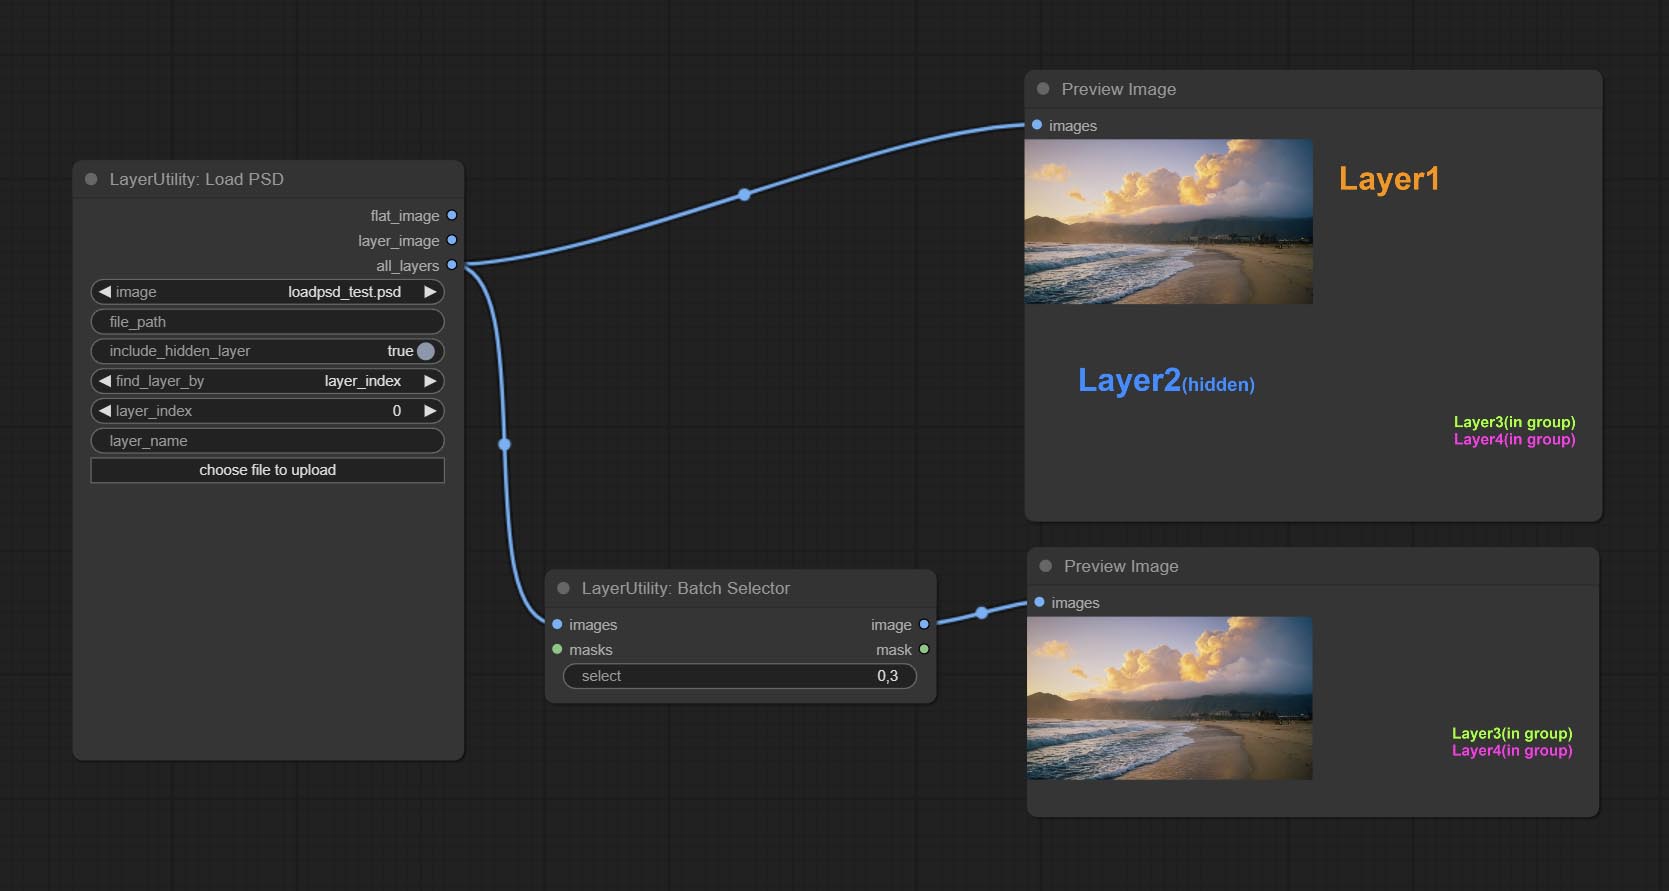 LayerUtility: Load PSD
flat_image
layer_image
all_layers
image loadpsd_test.psd
file_path
include_hidden_layer true
find_layer_by layer_index
layer_index 0
layer_name
choose file to upload
LayerUtility: Batch Selector
images image
masks mask
select 0,3
Preview Image
images
Layer1
Layer2(hidden)
Layer3(in group)
Layer4(in group)
Preview Image
images
Layer3(in group)
Layer4(in group)